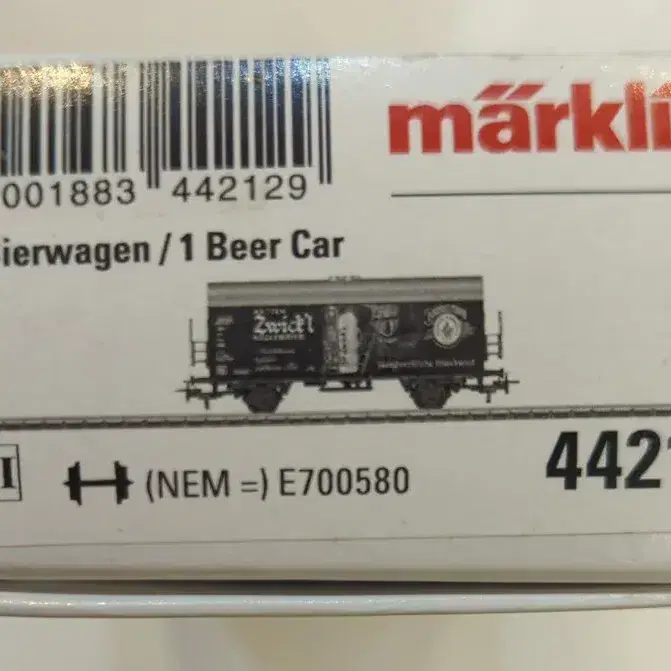 märkli
001883 442129
ierwagen / 1 Beer Car
Zwick'l
I (NEM =) E700580
442